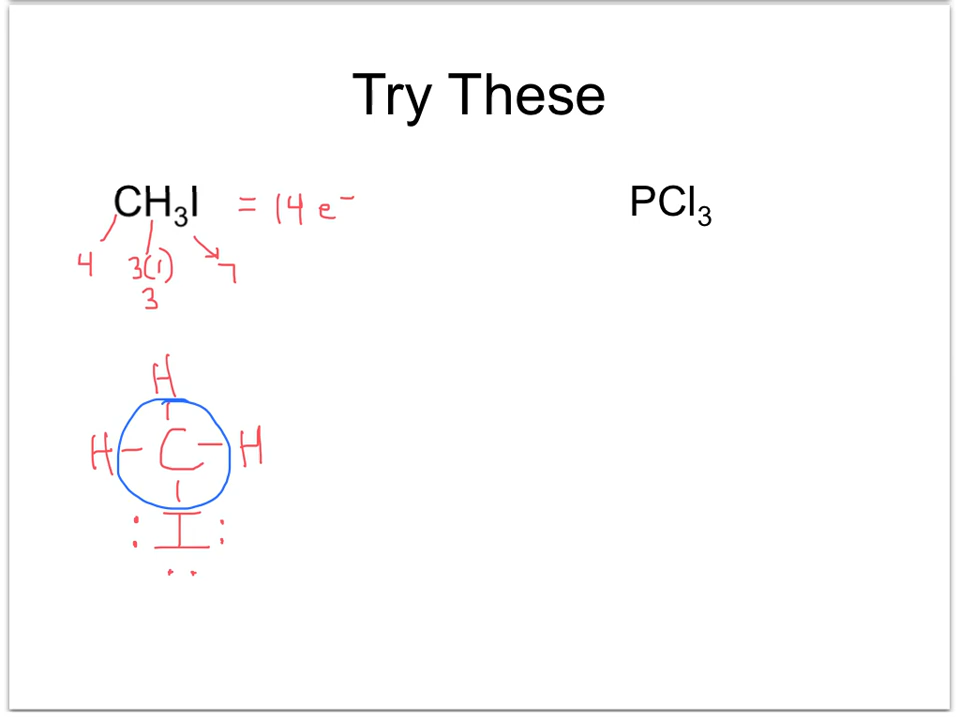 Try These
CH₃I = 14 e⁻
PCl₃
4 3(1) 7
3
H
H – C – H
: I :
..